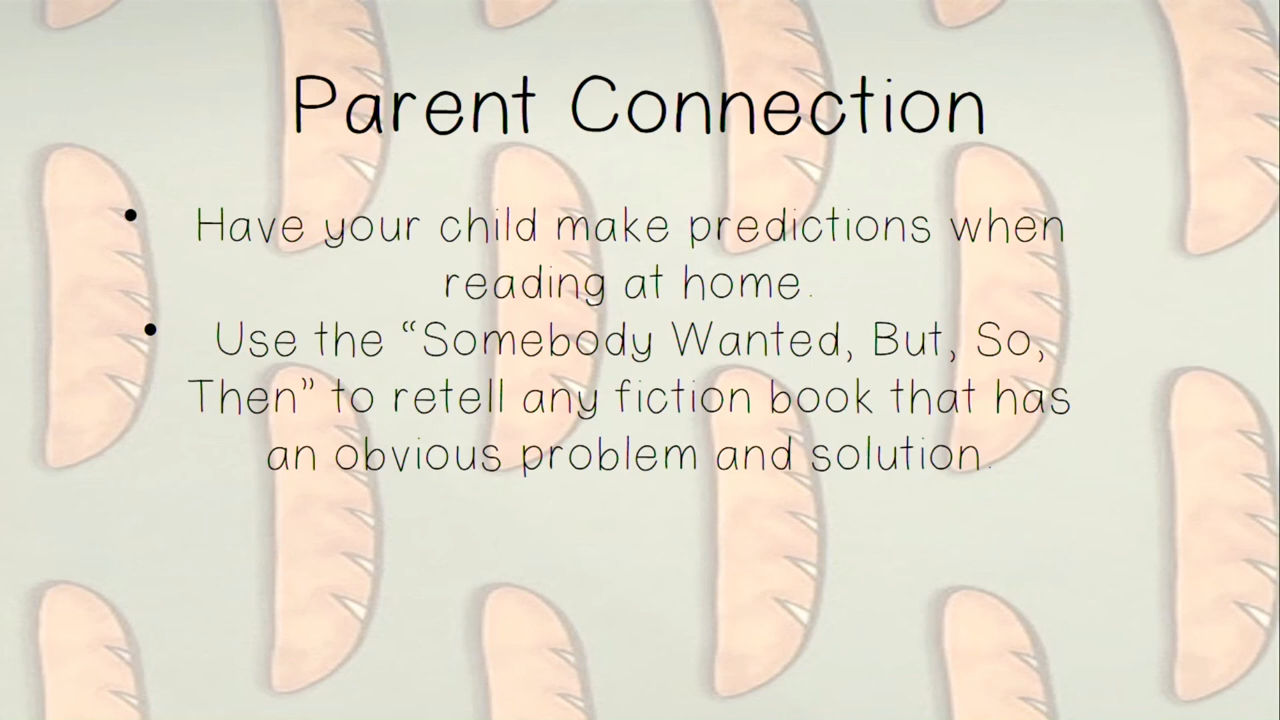 Parent Connection
• Have your child make predictions when
reading at home.
• Use the “Somebody Wanted, But, So,
Then” to retell any fiction book that has
an obvious problem and solution.